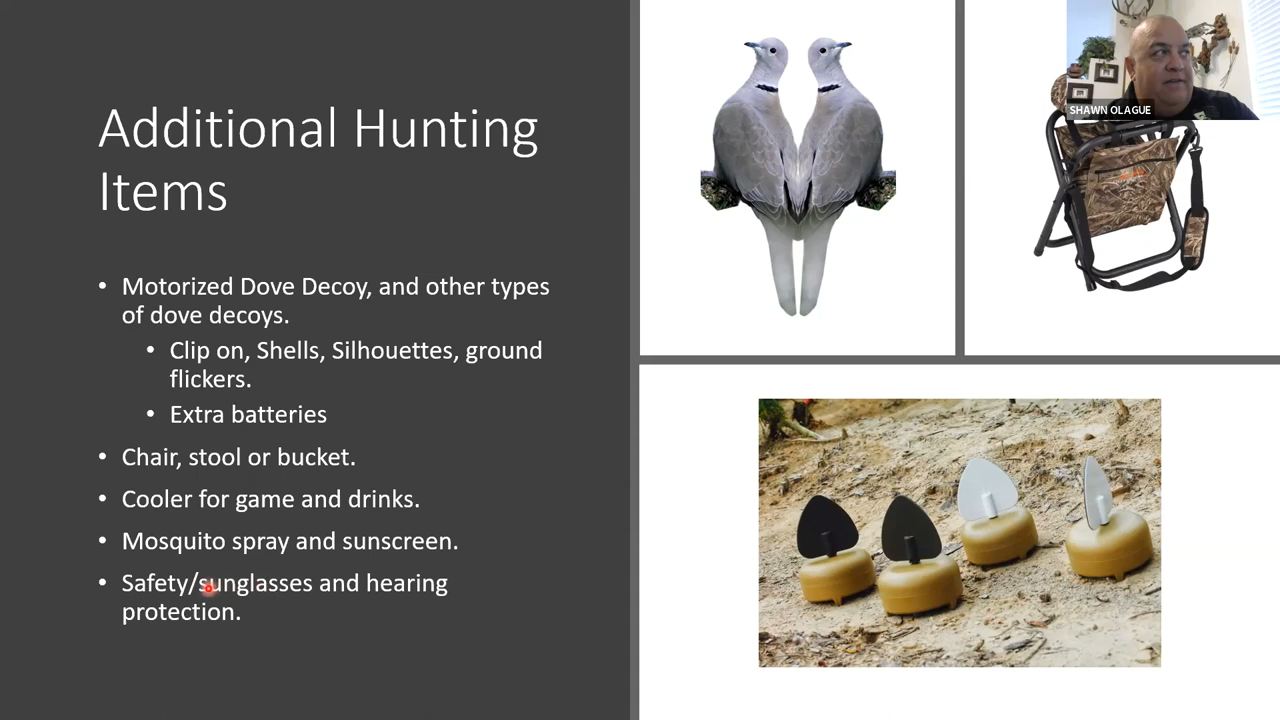 Additional Hunting
Items
• Motorized Dove Decoy, and other types
of dove decoys.
• Clip on, Shells, Silhouettes, ground
flickers.
• Extra batteries
• Chair, stool or bucket.
• Cooler for game and drinks.
• Mosquito spray and sunscreen.
• Safety/sunglasses and hearing
protection.
SHAWN OLAGUE